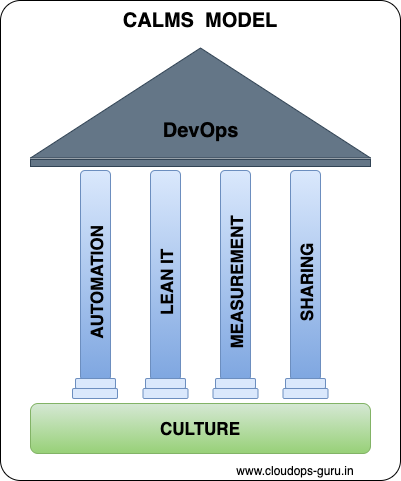 CALMS MODEL
DevOps
AUTOMATION
LEAN IT
MEASUREMENT
SHARING
CULTURE
www.cloudops-guru.in